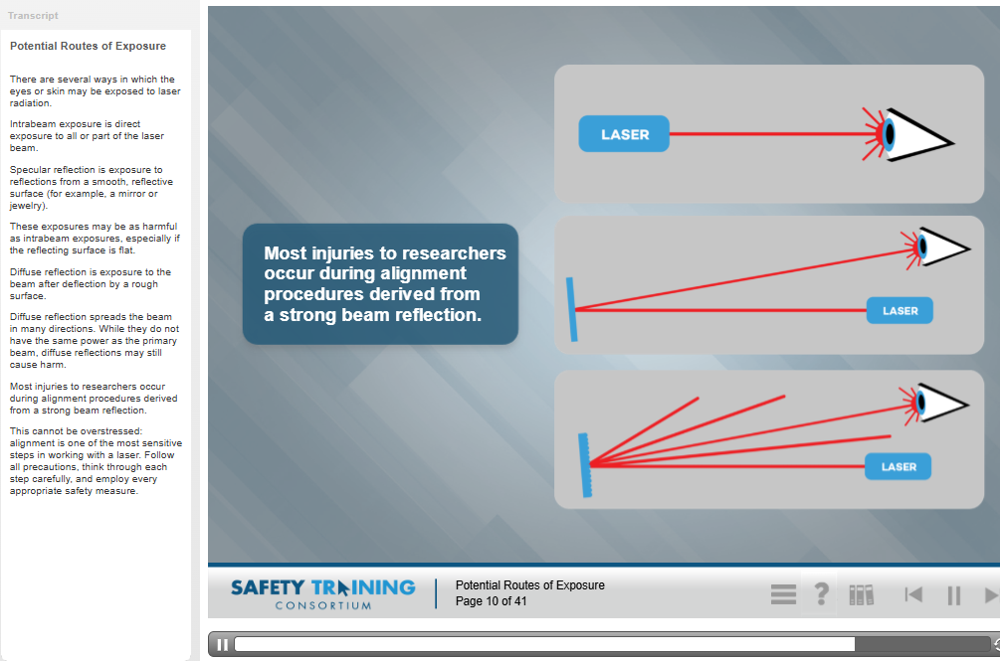 Transcript
Potential Routes of Exposure
There are several ways in which the
eyes or skin may be exposed to laser
radiation.
Intrabeam exposure is direct
exposure to all or part of the laser
beam.
Specular reflection is exposure to
reflections from a smooth, reflective
surface (for example, a mirror or
jewelry).
These exposures may be as harmful
as intrabeam exposures, especially if
the reflecting surface is flat.
Diffuse reflection is exposure to the
beam after deflection by a rough
surface.
Diffuse reflection spreads the beam
in many directions. While they do not
have the same power as the primary
beam, diffuse reflections may still
cause harm.
Most injuries to researchers occur
during alignment procedures derived
from a strong beam reflection.
This cannot be overstressed:
alignment is one of the most sensitive
steps in working with a laser. Follow
all precautions, think through each
step carefully, and employ every
appropriate safety measure.
Most injuries to researchers
occur during alignment
procedures derived from
a strong beam reflection.
LASER
LASER
LASER
SAFETY TRAINING
CONSORTIUM
Potential Routes of Exposure
Page 10 of 41
?